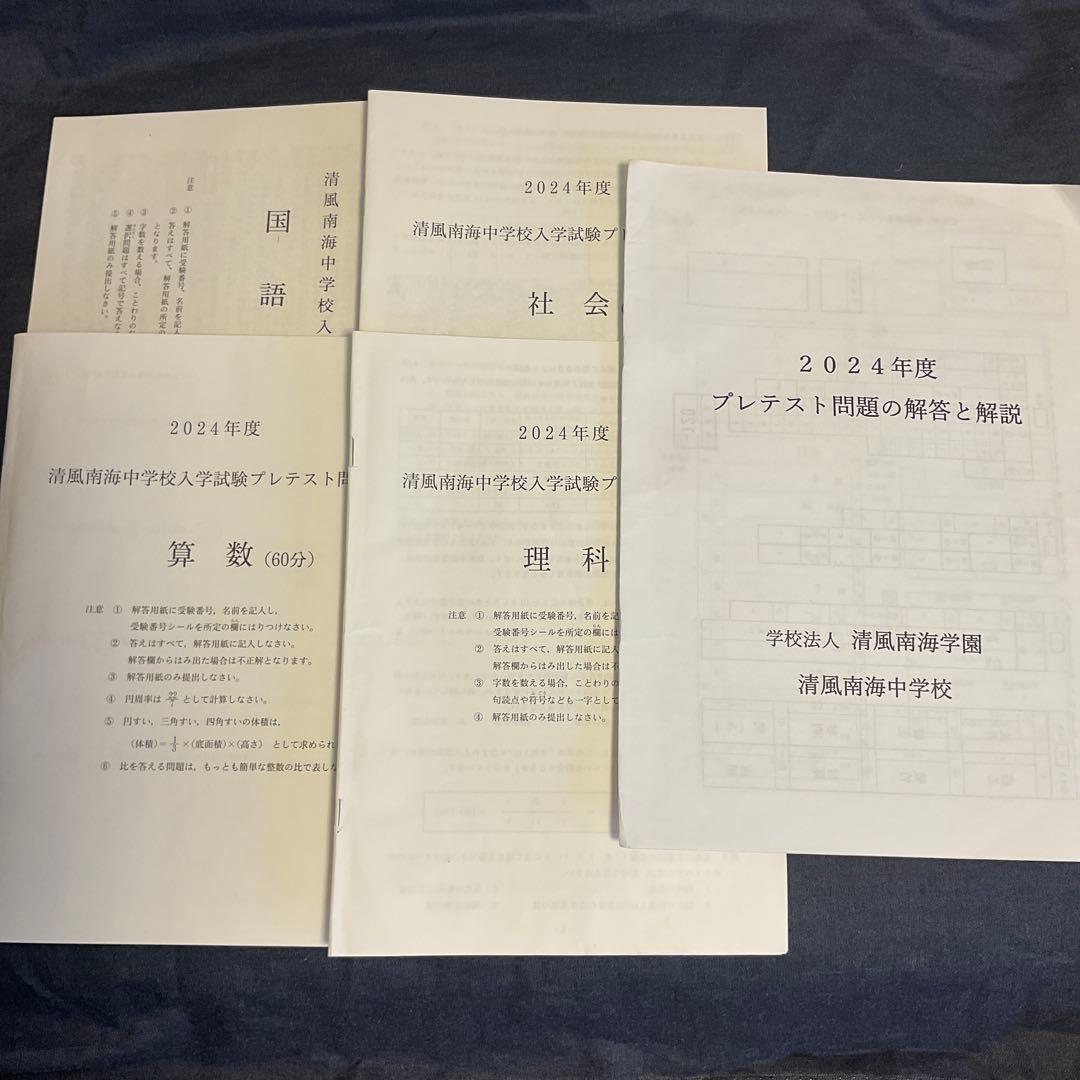 清風南海中学校入
国語
注意 ① 解答用紙に受験番号、名前を記入
② 答えはすべて、解答用紙の所定の
となります。
③ 字数を数える場合、ことわりのな
④ 選択問題はすべて記号で答えな
⑤ 解答用紙のみ提出しなさい。
2024年度
清風南海中学校入学試験プレ
社会
2024年度
プレテスト問題の解答と解説
学校法人 清風南海学園
清風南海中学校
2024年度
清風南海中学校入学試験プレテスト問
算数(60分)
注意 ① 解答用紙に受験番号,名前を記入し,
受験番号シールを所定の欄にはりつけなさい。
② 答えはすべて,解答用紙に記入しなさい。
解答欄からはみ出た場合は不正解となります。
③ 解答用紙のみ提出しなさい。
④ 円周率は 22/7 として計算しなさい。
⑤ 円すい,三角すい,四角すいの体積は,
(体積)=1/3×(底面積)×(高さ) として求められ
⑥ 比を答える問題は,もっとも簡単な整数の比で表しな
2024年度
清風南海中学校入学試験プ
理科
注意 ① 解答用紙に受験番号,名前を記
受験番号シールを所定の欄には
② 答えはすべて,解答用紙に記入
解答欄からはみ出した場合は不
③ 字数を数える場合,ことわりの
句読点や符号なども一字として
④ 解答用紙のみ提出しなさい。